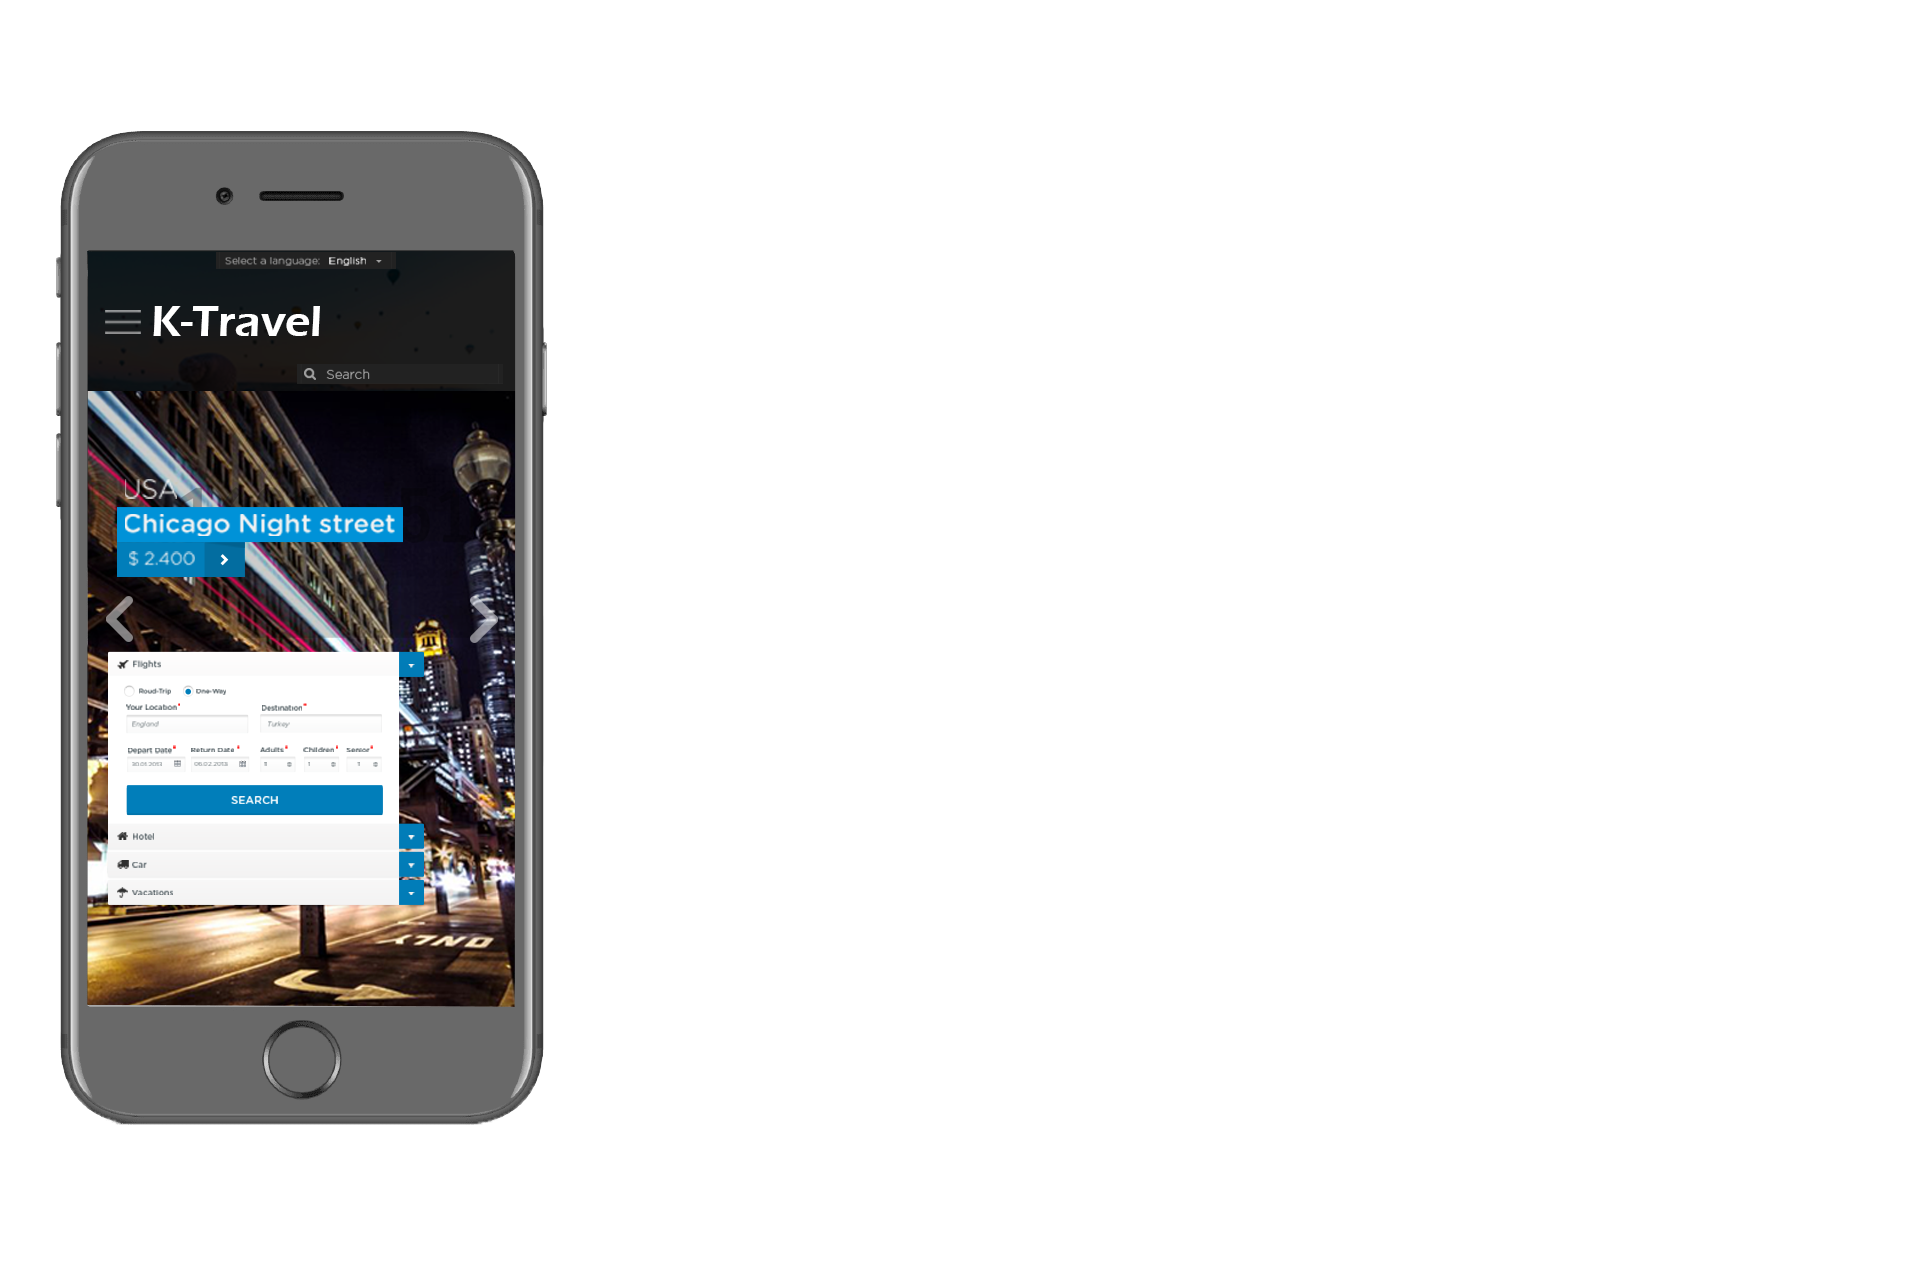 Select a language: English
K-Travel
Search
USA
Chicago Night street
$ 2.400
Flights
Roud-Trip One-Way
Your Location* Destination*
England Turkey
Depart Date* Return Date* Adults* Children* Senior*
30.01.2013 06.02.2013 1 1 1
SEARCH
Hotel
Car
Vacations
ONLY